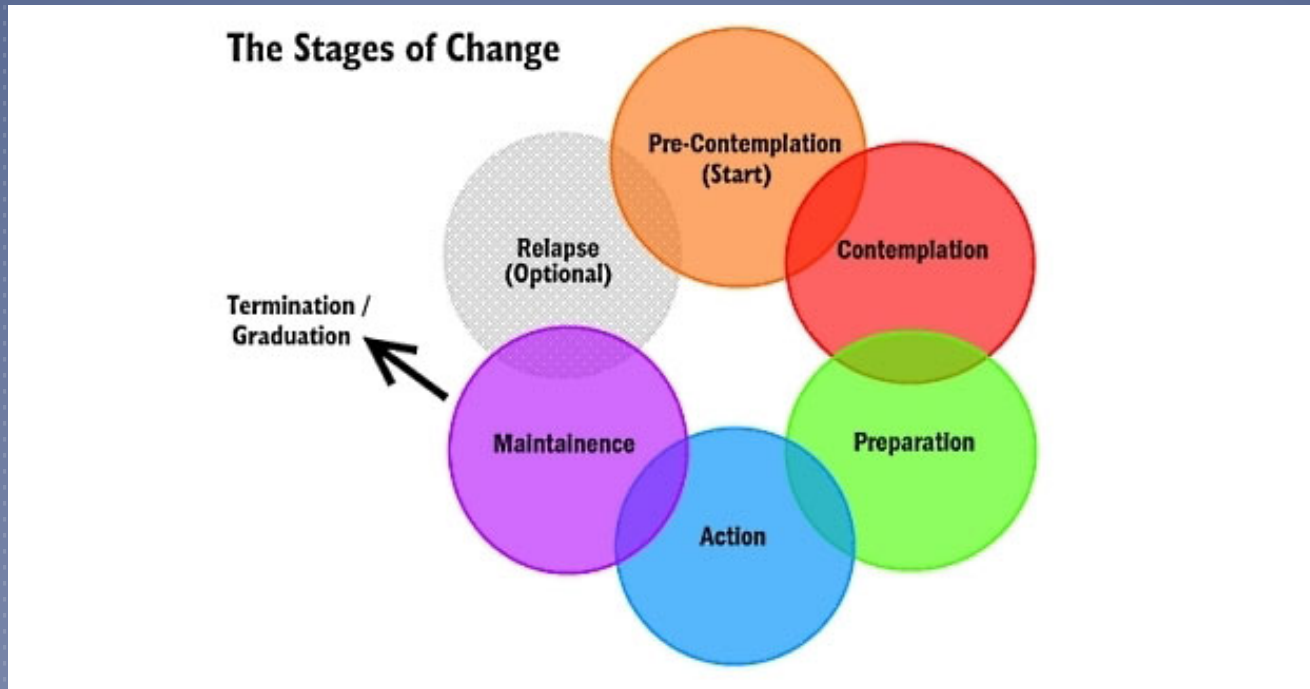 The Stages of Change
Pre-Contemplation
(Start)
Contemplation
Preparation
Action
Maintainence
Relapse
(Optional)
Termination /
Graduation